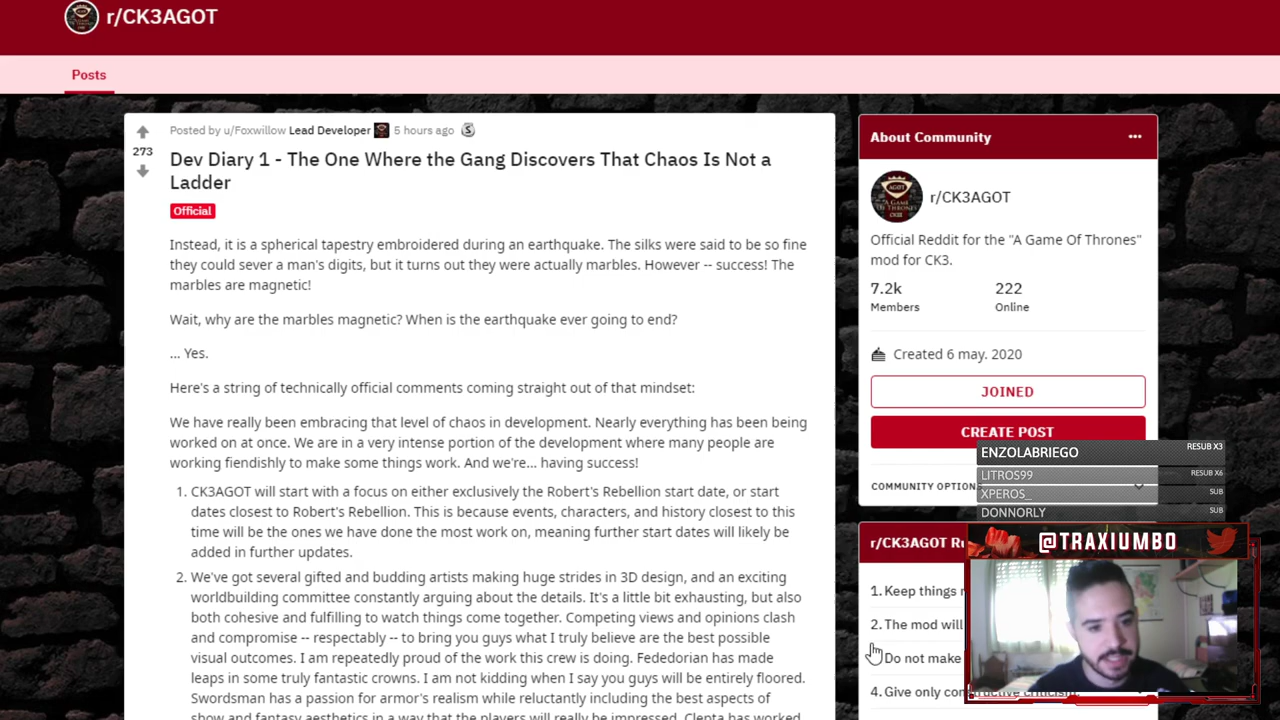 r/CK3AGOT
Posts
Posted by u/Foxwillow Lead Developer 5 hours ago
273
Dev Diary 1 - The One Where the Gang Discovers That Chaos Is Not a
Ladder
Official
Instead, it is a spherical tapestry embroidered during an earthquake. The silks were said to be so fine
they could sever a man's digits, but it turns out they were actually marbles. However -- success! The
marbles are magnetic!
Wait, why are the marbles magnetic? When is the earthquake ever going to end?
... Yes.
Here's a string of technically official comments coming straight out of that mindset:
We have really been embracing that level of chaos in development. Nearly everything has been being
worked on at once. We are in a very intense portion of the development where many people are
working fiendishly to make some things work. And we're... having success!
1. CK3AGOT will start with a focus on either exclusively the Robert's Rebellion start date, or start
dates closest to Robert's Rebellion. This is because events, characters, and history closest to this
time will be the ones we have done the most work on, meaning further start dates will likely be
added in further updates.
2. We've got several gifted and budding artists making huge strides in 3D design, and an exciting
worldbuilding committee constantly arguing about the details. It's a little bit exhausting, but also
both cohesive and fulfilling to watch things come together. Competing views and opinions clash
and compromise -- respectably -- to bring you guys what I truly believe are the best possible
visual outcomes. I am repeatedly proud of the work this crew is doing. Fededorian has made
leaps in some truly fantastic crowns. I am not kidding when I say you guys will be entirely floored.
Swordsman has a passion for armor's realism while reluctantly including the best aspects of
show and fantasy aesthetics in a way that the players will really be impressed. Clepta has worked
About Community
AGOT
A GAME
OF THRONES
r/CK3AGOT
Official Reddit for the "A Game Of Thrones"
mod for CK3.
7.2k
222
Members
Online
Created 6 may. 2020
JOINED
CREATE POST
COMMUNITY OPTION
ENZOLABRIEGO RESUB X3
LITROS99 RESUB X6
XPEROS_ SUB
DONNORLY SUB
@TRAXIUMBO
r/CK3AGOT Ru
1. Keep things
2. The mod will
Do not make
4. Give only constructive criticism